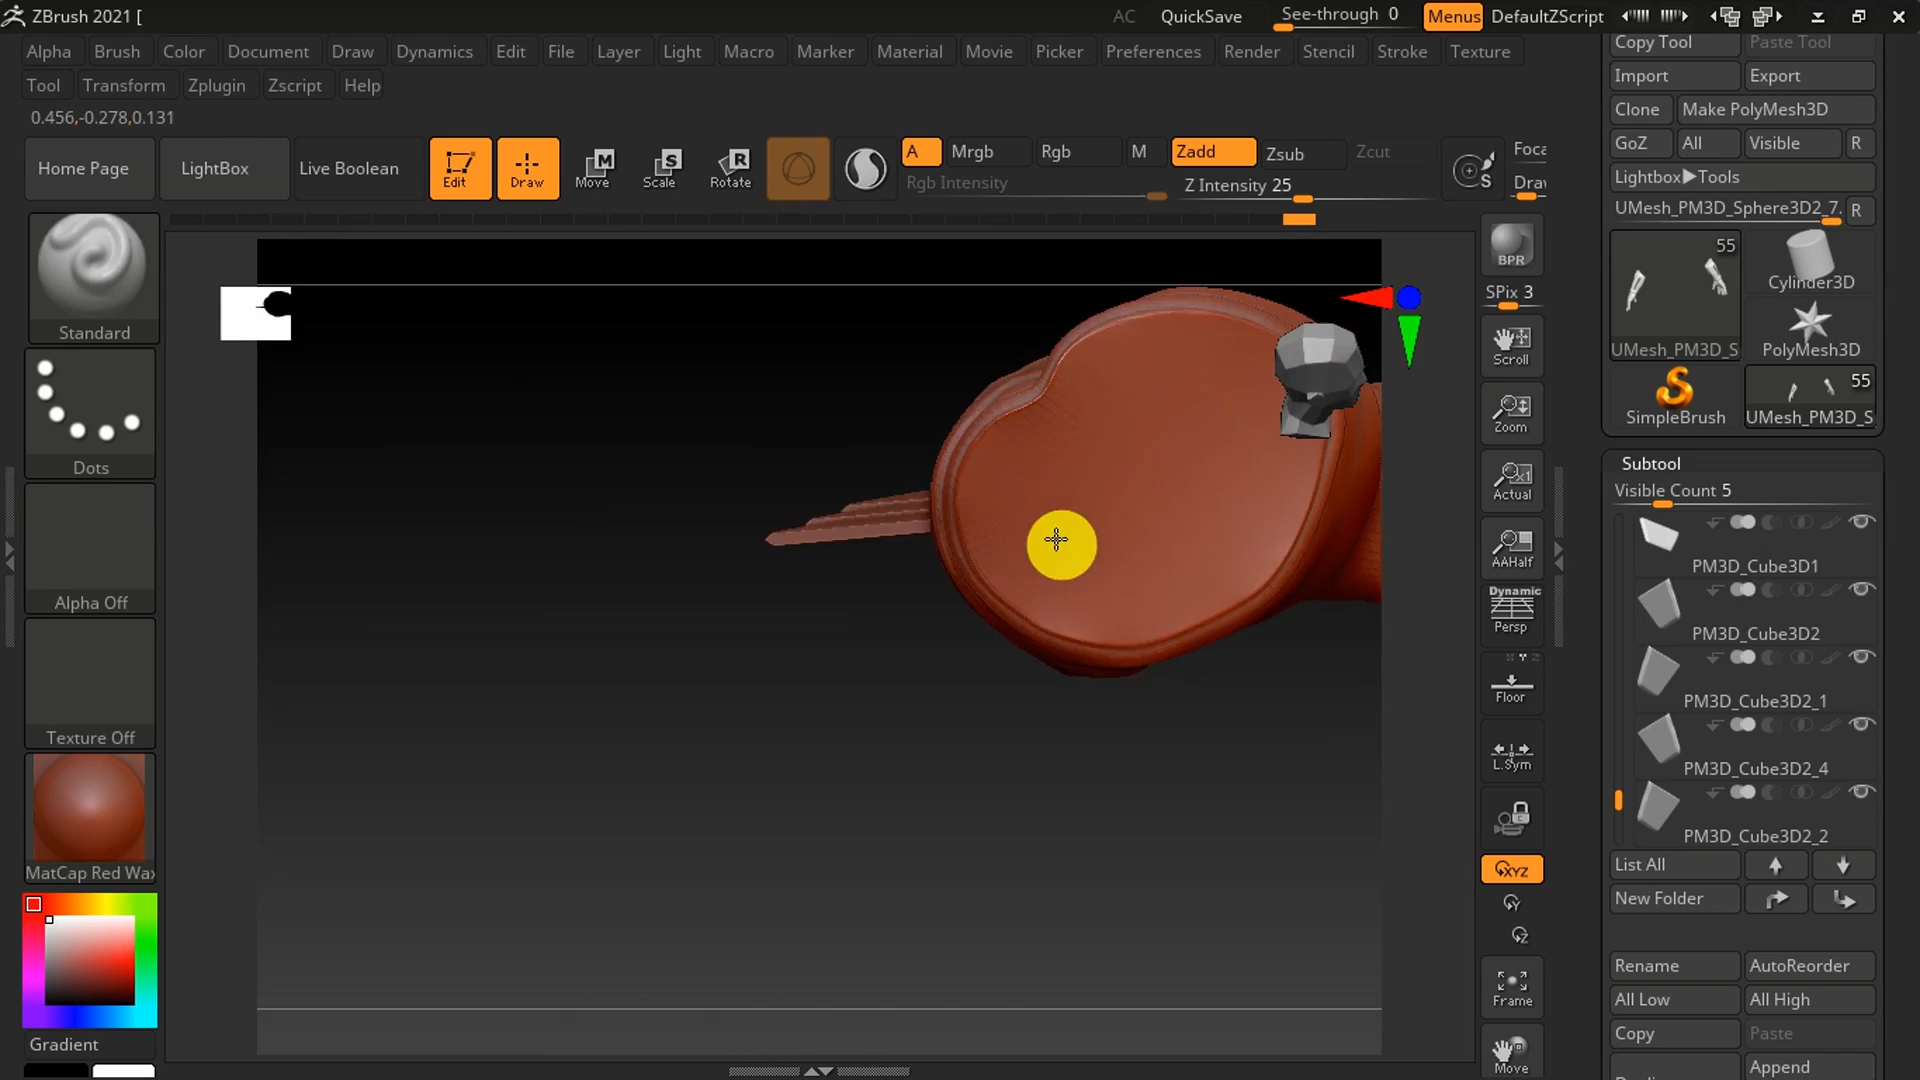 ZBrush 2021 [
AC QuickSave See-through 0 Menus DefaultZScript
Alpha Brush Color Document Draw Dynamics Edit File Layer Light Macro Marker Material Movie Picker Preferences Render Stencil Stroke Texture
Tool Transform Zplugin Zscript Help
0.456,-0.278,0.131
Home Page LightBox Live Boolean Edit Draw Move Scale Rotate
M S R
A Mrgb Rgb M Zadd Zsub Zcut
Rgb Intensity Z Intensity 25
S
Foca
Draw
Standard
Dots
Alpha Off
Texture Off
MatCap Red Wax
Gradient
BPR
SPix 3
Scroll
Zoom
Actual
AAHalf
Dynamic
Persp
Floor
L.Sym
XYZ
Y
Z
Frame
Move
Copy Tool Paste Tool
Import Export
Clone Make PolyMesh3D
GoZ All Visible R
Lightbox▶Tools
UMesh_PM3D_Sphere3D2_7. R
55
UMesh_PM3D_S
Cylinder3D
PolyMesh3D
SimpleBrush
55
UMesh_PM3D_S
Subtool
Visible Count 5
PM3D_Cube3D1
PM3D_Cube3D2
PM3D_Cube3D2_1
PM3D_Cube3D2_4
PM3D_Cube3D2_2
List All
New Folder
Rename AutoReorder
All Low All High
Copy Paste
Append